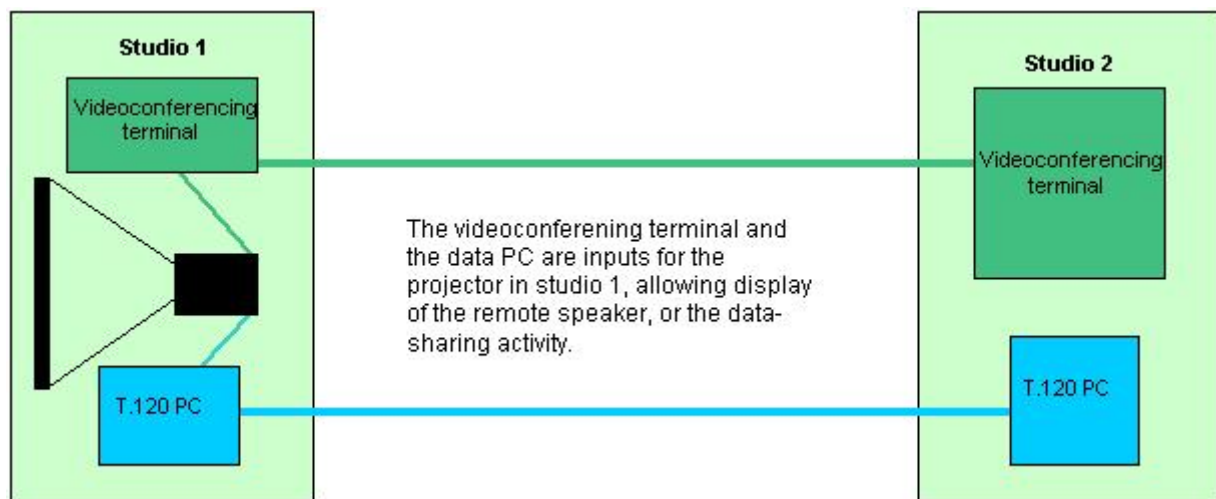 Studio 1
Videoconferencing
terminal
T.120 PC
The videoconferening terminal and
the data PC are inputs for the
projector in studio 1, allowing display
of the remote speaker, or the data-
sharing activity.
Studio 2
Videoconferencing
terminal
T.120 PC